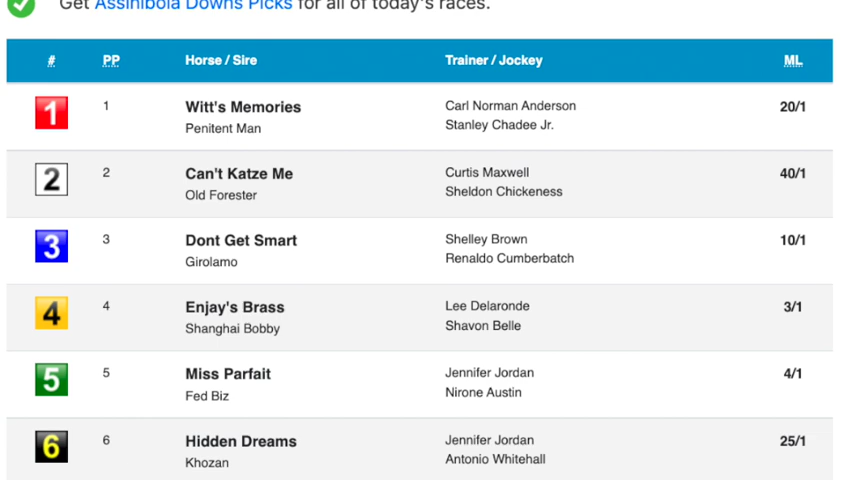 Get Assiniboia Downs Picks for all of today's races.
# PP Horse / Sire Trainer / Jockey ML
1 1 Witt's Memories Carl Norman Anderson 20/1
Penitent Man Stanley Chadee Jr.
2 2 Can't Katze Me Curtis Maxwell 40/1
Old Forester Sheldon Chickeness
3 3 Dont Get Smart Shelley Brown 10/1
Girolamo Renaldo Cumberbatch
4 4 Enjay's Brass Lee Delaronde 3/1
Shanghai Bobby Shavon Belle
5 5 Miss Parfait Jennifer Jordan 4/1
Fed Biz Nirone Austin
6 6 Hidden Dreams Jennifer Jordan 25/1
Khozan Antonio Whitehall